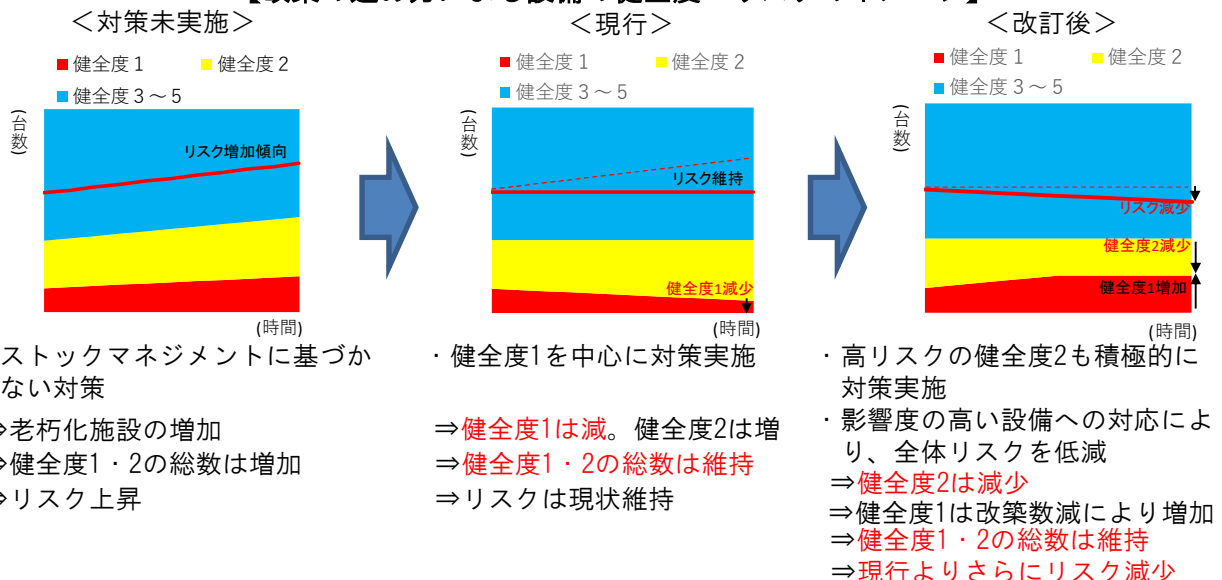 ＜対策未実施＞
■健全度1 ■健全度2
■健全度3～5
(台数)
リスク増加傾向
(時間)
ストックマネジメントに基づか
ない対策
⇒老朽化施設の増加
⇒健全度1・2の総数は増加
⇒リスク上昇
＜現行＞
■健全度1 ■健全度2
■健全度3～5
(台数)
リスク維持
健全度1減少
(時間)
・健全度1を中心に対策実施
⇒健全度1は減。健全度2は増
⇒健全度1・2の総数は維持
⇒リスクは現状維持
＜改訂後＞
■健全度1 ■健全度2
■健全度3～5
(台数)
リスク減少
健全度2減少
健全度1増加
(時間)
・高リスクの健全度2も積極的に
対策実施
・影響度の高い設備への対応によ
り、全体リスクを低減
⇒健全度2は減少
⇒健全度1は改築数減により増加
⇒健全度1・2の総数は維持
⇒現行よりさらにリスク減少